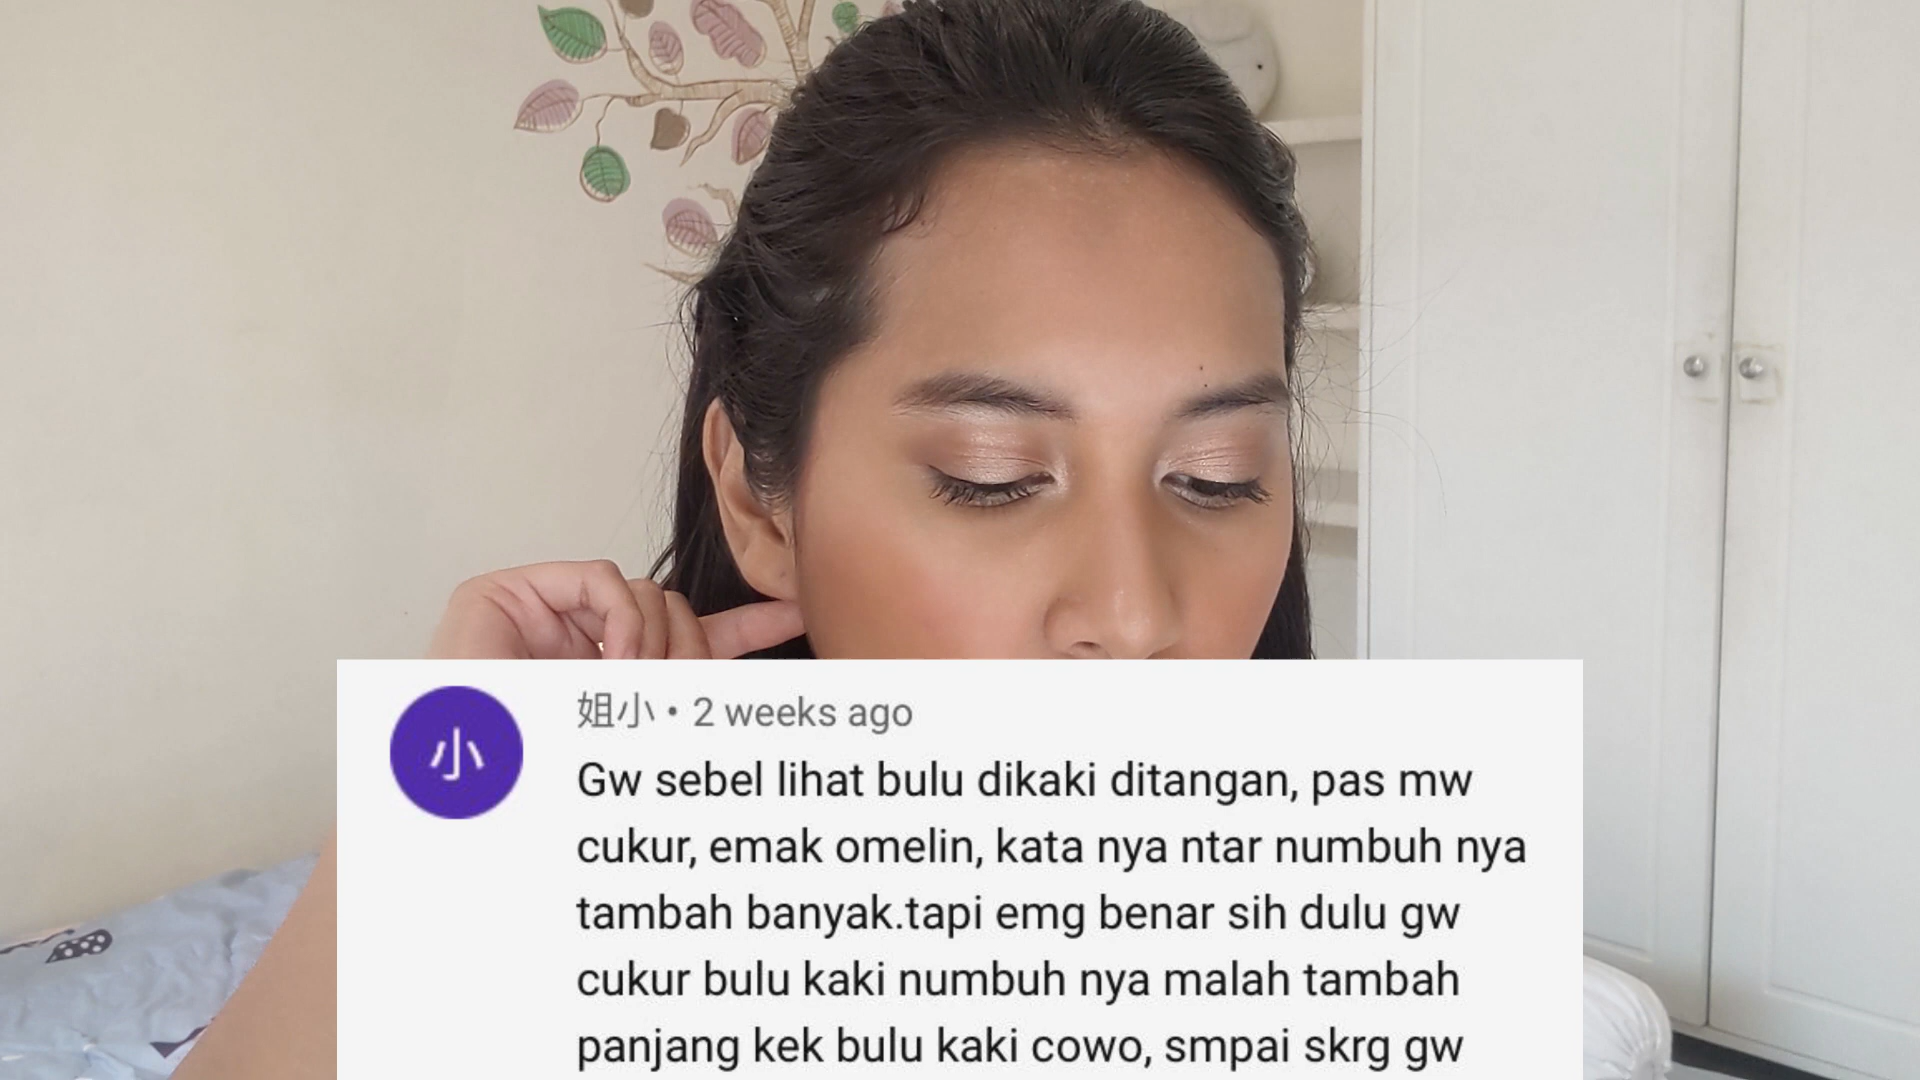 小
姐小 • 2 weeks ago
Gw sebel lihat bulu dikaki ditangan, pas mw
cukur, emak omelin, kata nya ntar numbuh nya
tambah banyak.tapi emg benar sih dulu gw
cukur bulu kaki numbuh nya malah tambah
panjang kek bulu kaki cowo, smpai skrg gw